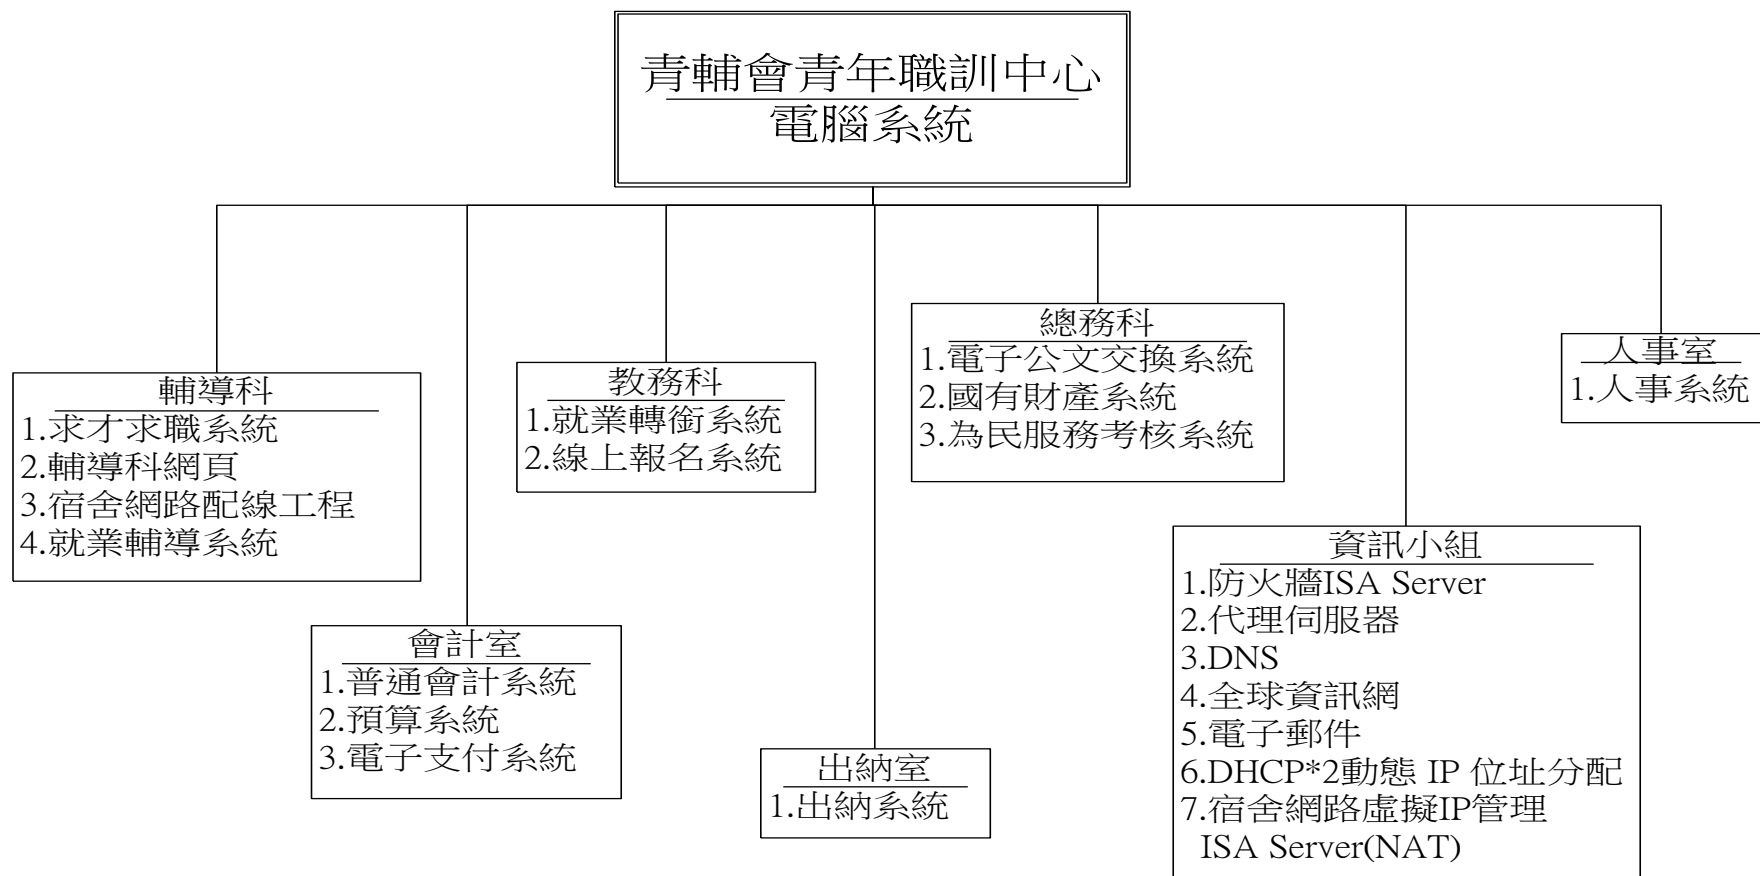 青輔會青年職訓中心
電腦系統
輔導科
1.求才求職系統
2.輔導科網頁
3.宿舍網路配線工程
4.就業輔導系統
會計室
1.普通會計系統
2.預算系統
3.電子支付系統
教務科
1.就業轉銜系統
2.線上報名系統
出納室
1.出納系統
總務科
1.電子公文交換系統
2.國有財產系統
3.為民服務考核系統
資訊小組
1.防火牆ISA Server
2.代理伺服器
3.DNS
4.全球資訊網
5.電子郵件
6.DHCP*2動態 IP 位址分配
7.宿舍網路虛擬IP管理
ISA Server(NAT)
人事室
1.人事系統